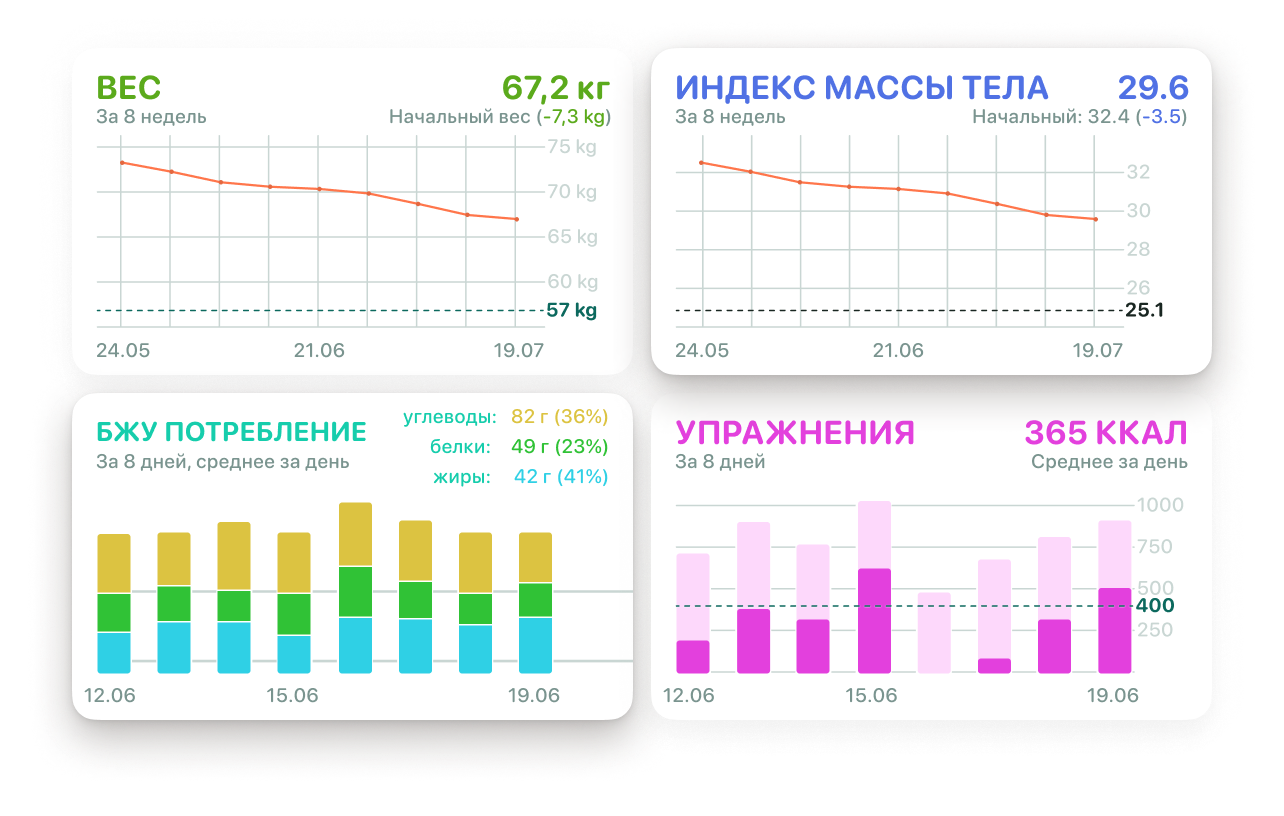 ВЕС 67,2 кг
За 8 недель Начальный вес (-7,3 kg)
75 kg
70 kg
65 kg
60 kg
57 kg
24.05 21.06 19.07
ИНДЕКС МАССЫ ТЕЛА 29.6
За 8 недель Начальный: 32.4 (-3.5)
32
30
28
26
25.1
24.05 21.06 19.07
БЖУ ПОТРЕБЛЕНИЕ
За 8 дней, среднее за день
углеводы: 82 г (36%)
белки: 49 г (23%)
жиры: 42 г (41%)
12.06 15.06 19.06
УПРАЖНЕНИЯ 365 ККАЛ
За 8 дней Среднее за день
1000
750
500
400
250
12.06 15.06 19.06